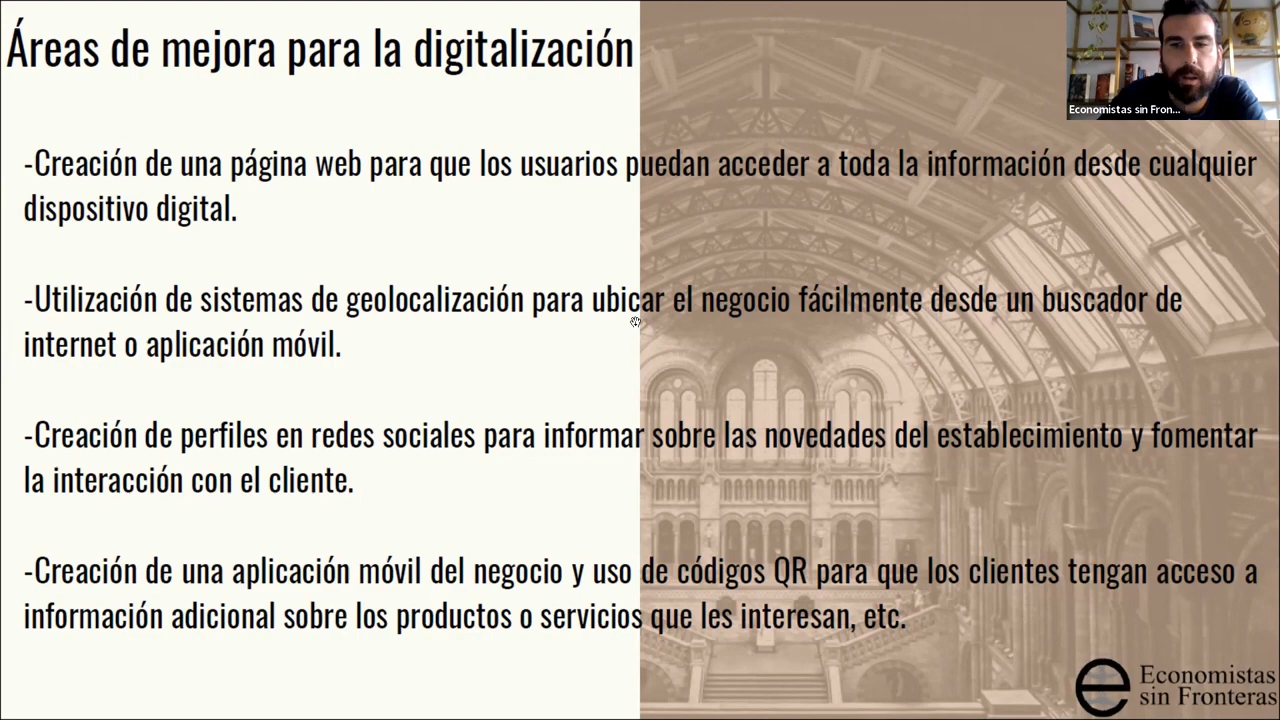 Áreas de mejora para la digitalización
Economistas sin Fron...
-Creación de una página web para que los usuarios puedan acceder a toda la información desde cualquier
dispositivo digital.
-Utilización de sistemas de geolocalización para ubicar el negocio fácilmente desde un buscador de
internet o aplicación móvil.
-Creación de perfiles en redes sociales para informar sobre las novedades del establecimiento y fomentar
la interacción con el cliente.
-Creación de una aplicación móvil del negocio y uso de códigos QR para que los clientes tengan acceso a
información adicional sobre los productos o servicios que les interesan, etc.
Economistas
sin Fronteras